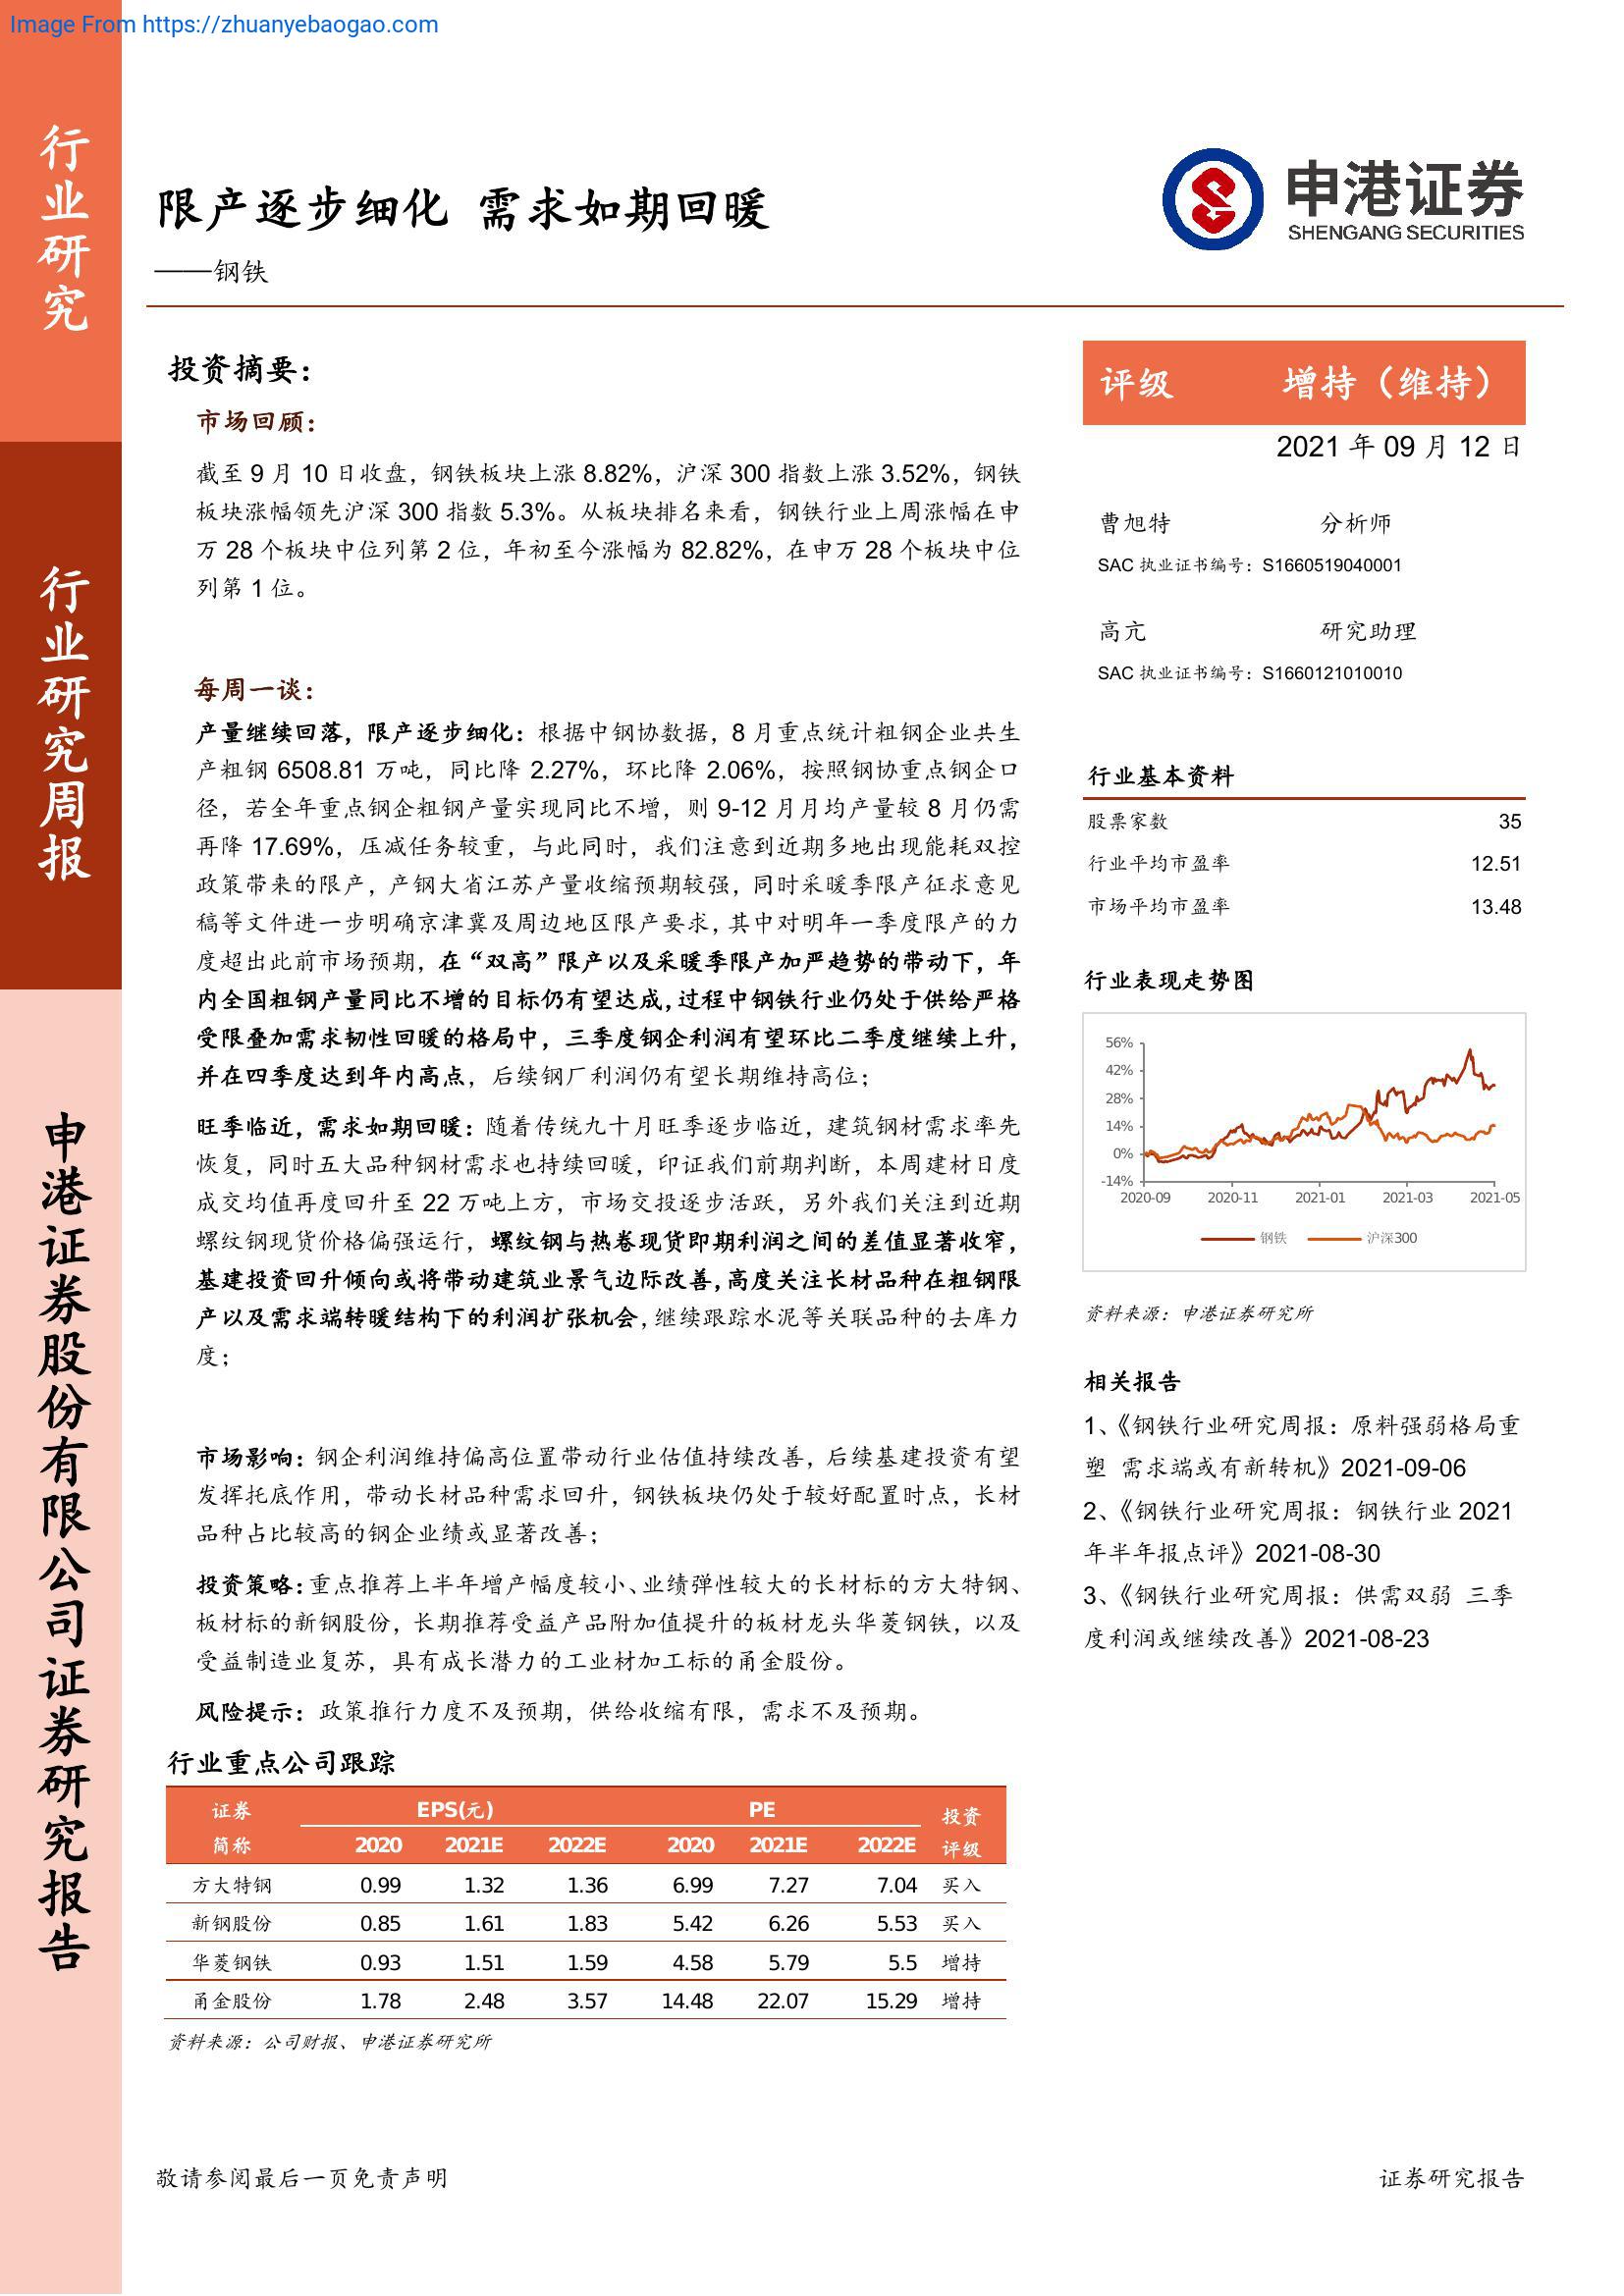 Image From https://zhuanyebaogao.com
行业研究
行业研究周报
申港证券股份有限公司证券研究报告
限产逐步细化 需求如期回暖
——钢铁
申港证券
SHENGANG SECURITIES
投资摘要：
市场回顾：
截至 9 月 10 日收盘，钢铁板块上涨 8.82%，沪深 300 指数上涨 3.52%，钢铁
板块涨幅领先沪深 300 指数 5.3%。从板块排名来看，钢铁行业上周涨幅在申
万 28 个板块中位列第 2 位，年初至今涨幅为 82.82%，在申万 28 个板块中位
列第 1 位。
每周一谈：
产量继续回落，限产逐步细化：根据中钢协数据，8 月重点统计粗钢企业共生
产粗钢 6508.81 万吨，同比降 2.27%，环比降 2.06%，按照钢协重点钢企口
径，若全年重点钢企粗钢产量实现同比不增，则 9-12 月月均产量较 8 月仍需
再降 17.69%，压减任务较重，与此同时，我们注意到近期多地出现能耗双控
政策带来的限产，产钢大省江苏产量收缩预期较强，同时采暖季限产征求意见
稿等文件进一步明确京津冀及周边地区限产要求，其中对明年一季度限产的力
度超出此前市场预期，在“双高”限产以及采暖季限产加严趋势的带动下，年
内全国粗钢产量同比不增的目标仍有望达成，过程中钢铁行业仍处于供给严格
受限叠加需求韧性回暖的格局中，三季度钢企利润有望环比二季度继续上升，
并在四季度达到年内高点，后续钢厂利润仍有望长期维持高位；
旺季临近，需求如期回暖：随着传统九十月旺季逐步临近，建筑钢材需求率先
恢复，同时五大品种钢材需求也持续回暖，印证我们前期判断，本周建材日度
成交均值再度回升至 22 万吨上方，市场交投逐步活跃，另外我们关注到近期
螺纹钢现货价格偏强运行，螺纹钢与热卷现货即期利润之间的差值显著收窄，
基建投资回升倾向或将带动建筑业景气边际改善，高度关注长材品种在粗钢限
产以及需求端转暖结构下的利润扩张机会，继续跟踪水泥等关联品种的去库力
度；
市场影响：钢企利润维持偏高位置带动行业估值持续改善，后续基建投资有望
发挥托底作用，带动长材品种需求回升，钢铁板块仍处于较好配置时点，长材
品种占比较高的钢企业绩或显著改善；
投资策略：重点推荐上半年增产幅度较小、业绩弹性较大的长材标的方大特钢、
板材标的新钢股份，长期推荐受益产品附加值提升的板材龙头华菱钢铁，以及
受益制造业复苏，具有成长潜力的工业材加工标的甬金股份。
风险提示：政策推行力度不及预期，供给收缩有限，需求不及预期。
行业重点公司跟踪
证券 EPS(元) PE 投资
简称 2020 2021E 2022E 2020 2021E 2022E 评级
方大特钢 0.99 1.32 1.36 6.99 7.27 7.04 买入
新钢股份 0.85 1.61 1.83 5.42 6.26 5.53 买入
华菱钢铁 0.93 1.51 1.59 4.58 5.79 5.5 增持
甬金股份 1.78 2.48 3.57 14.48 22.07 15.29 增持
资料来源：公司财报、申港证券研究所
评级 增持（维持）
2021 年 09 月 12 日
曹旭特 分析师
SAC 执业证书编号：S1660519040001
高亢 研究助理
SAC 执业证书编号：S1660121010010
行业基本资料
股票家数 35
行业平均市盈率 12.51
市场平均市盈率 13.48
行业表现走势图
56%
42%
28%
14%
0%
-14%
2020-09 2020-11 2021-01 2021-03 2021-05
钢铁 沪深300
资料来源：申港证券研究所
相关报告
1、《钢铁行业研究周报：原料强弱格局重
塑 需求端或有新转机》2021-09-06
2、《钢铁行业研究周报：钢铁行业 2021
年半年报点评》2021-08-30
3、《钢铁行业研究周报：供需双弱 三季
度利润或继续改善》2021-08-23
敬请参阅最后一页免责声明 证券研究报告